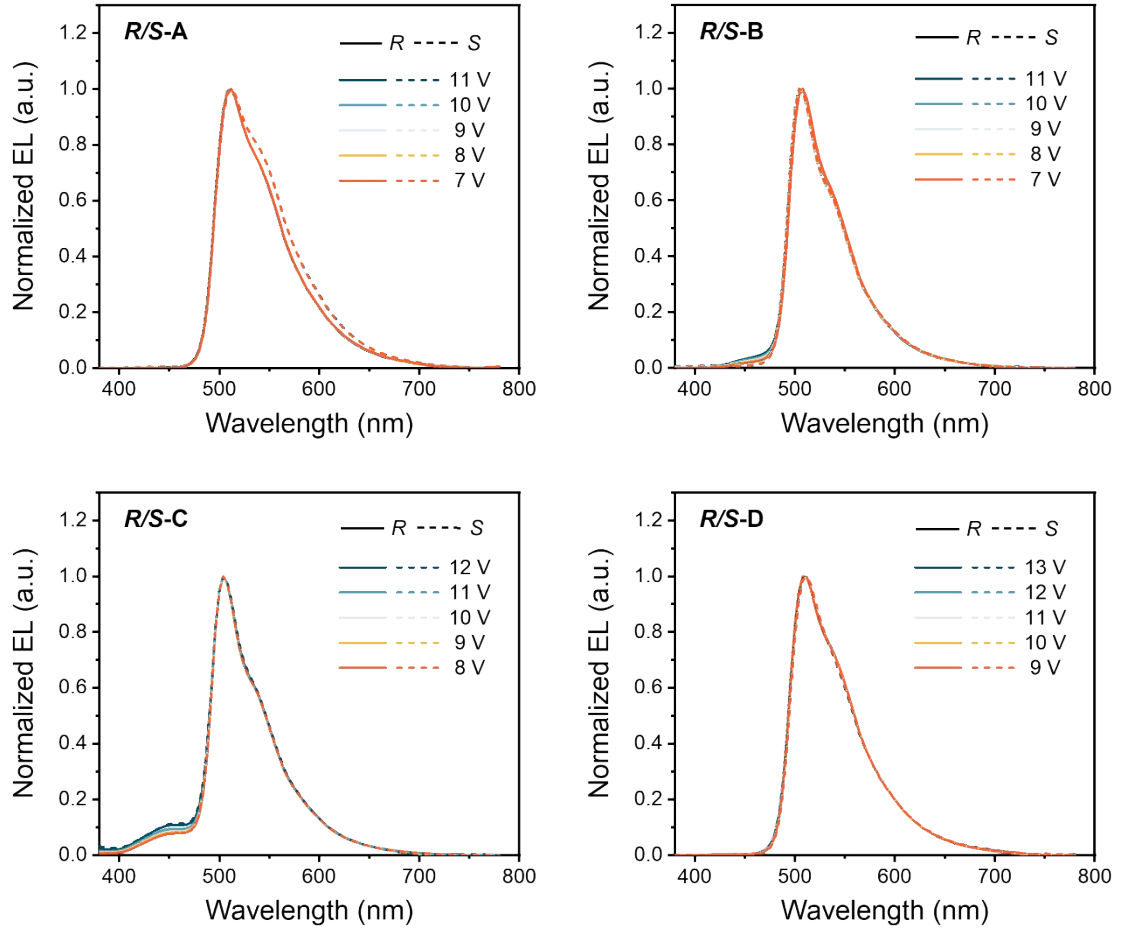 R/S-A
R S
11 V
10 V
9 V
8 V
7 V
Normalized EL (a.u.)
1.2
1.0
0.8
0.6
0.4
0.2
0.0
400 500 600 700 800
Wavelength (nm)
R/S-B
R S
11 V
10 V
9 V
8 V
7 V
Normalized EL (a.u.)
1.2
1.0
0.8
0.6
0.4
0.2
0.0
400 500 600 700 800
Wavelength (nm)
R/S-C
R S
12 V
11 V
10 V
9 V
8 V
Normalized EL (a.u.)
1.2
1.0
0.8
0.6
0.4
0.2
0.0
400 500 600 700 800
Wavelength (nm)
R/S-D
R S
13 V
12 V
11 V
10 V
9 V
Normalized EL (a.u.)
1.2
1.0
0.8
0.6
0.4
0.2
0.0
400 500 600 700 800
Wavelength (nm)